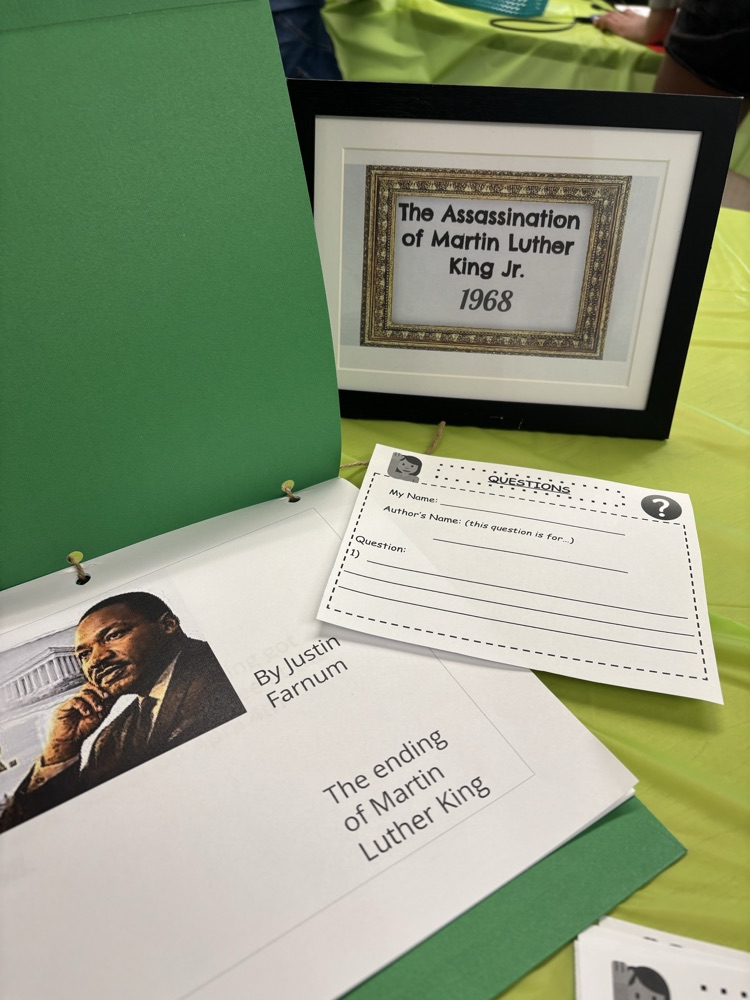 The Assassination
of Martin Luther
King Jr.
1968
QUESTIONS
?
My Name:
Author's Name: (this question is for...)
Question:
1)
By Justin
Farnum
The ending
of Martin
Luther King